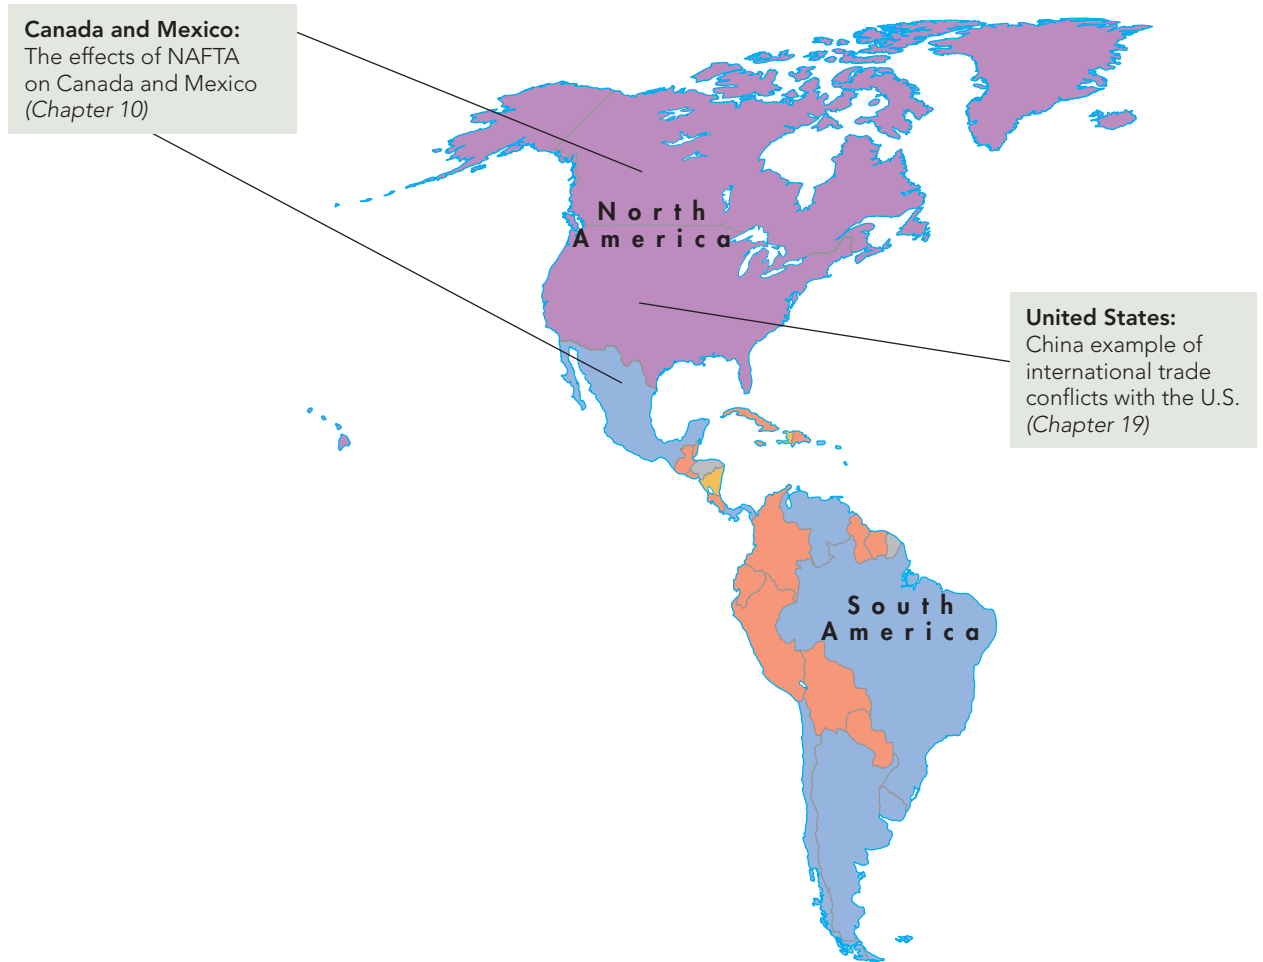 Canada and Mexico:
The effects of NAFTA
on Canada and Mexico
(Chapter 10)
North
America
United States:
China example of
international trade
conflicts with the U.S.
(Chapter 19)
South
America